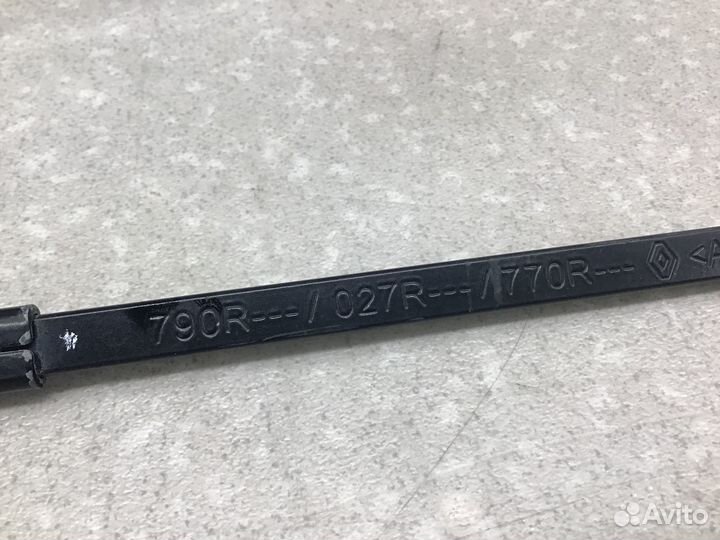 790R--- / 027R--- / 770R--- <A
Avito